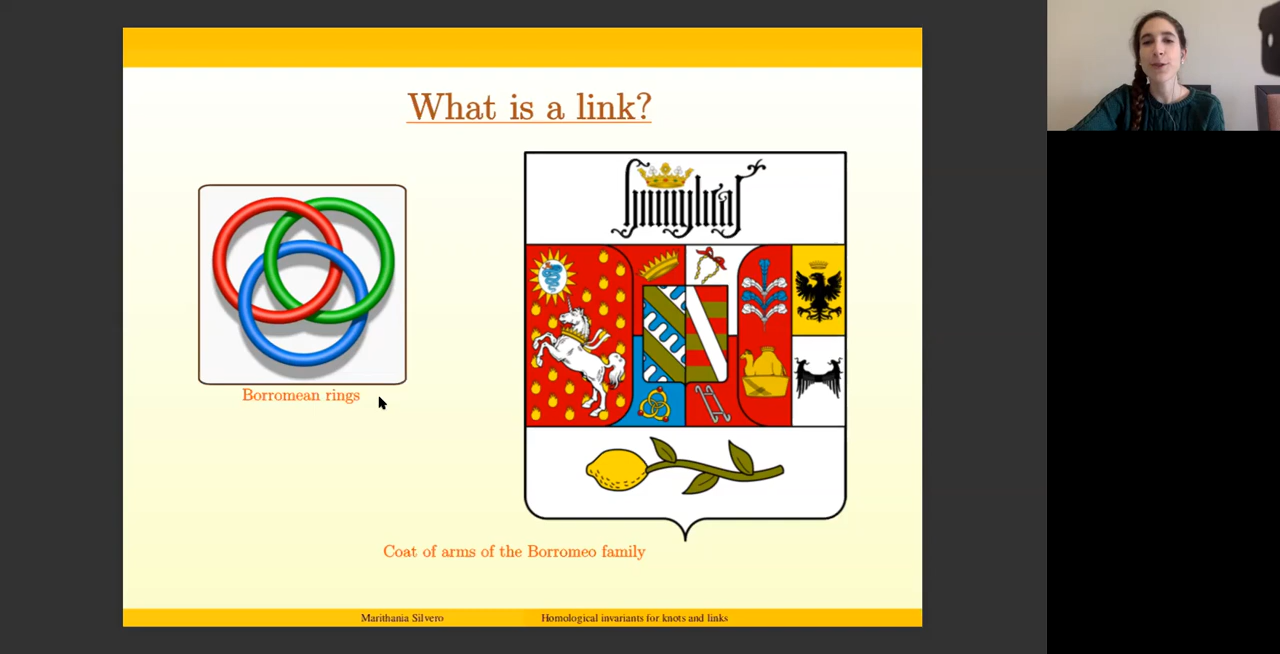 What is a link?
Borromean rings
Coat of arms of the Borromeo family
Marithania Silvero
Homological invariants for knots and links